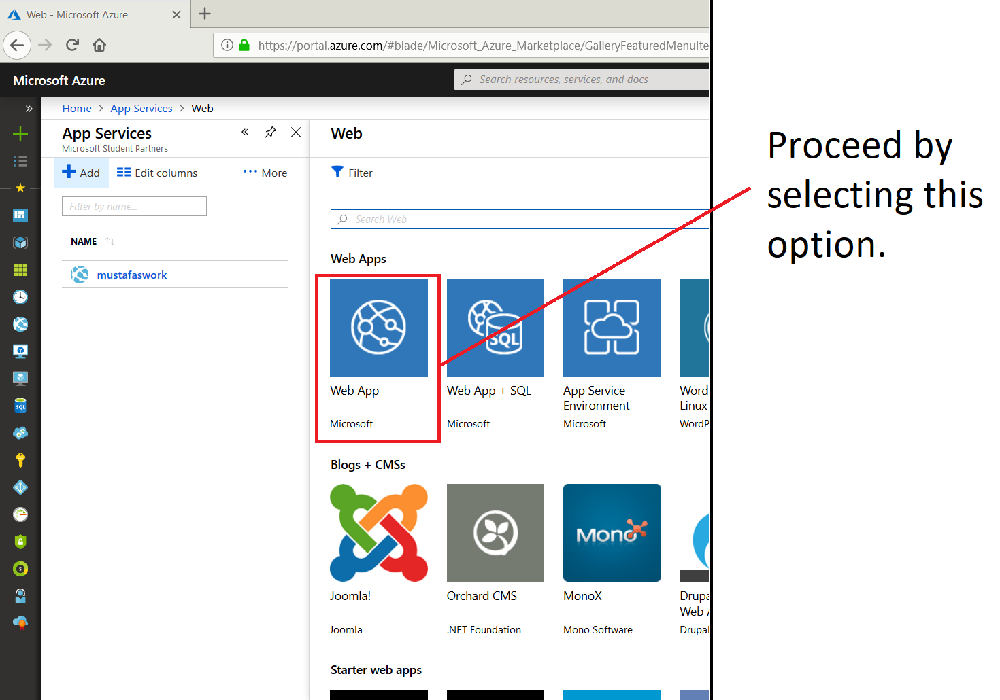 Web - Microsoft Azure
https://portal.azure.com/#blade/Microsoft_Azure_Marketplace/GalleryFeaturedMenuIte
Microsoft Azure
Search resources, services, and docs
Home > App Services > Web
App Services
Microsoft Student Partners
Add
Edit columns
More
Filter by name...
NAME
mustafaswork
Web
Filter
Search Web
Web Apps
SQL
Web App
Web App + SQL
App Service
Environment
Word
Linux
Microsoft
Microsoft
Microsoft
WordP
Blogs + CMSs
Mono
Joomla!
Orchard CMS
MonoX
Drupa
Web A
Joomla
.NET Foundation
Mono Software
Drupal
Starter web apps
SQL
Proceed by
selecting this
option.